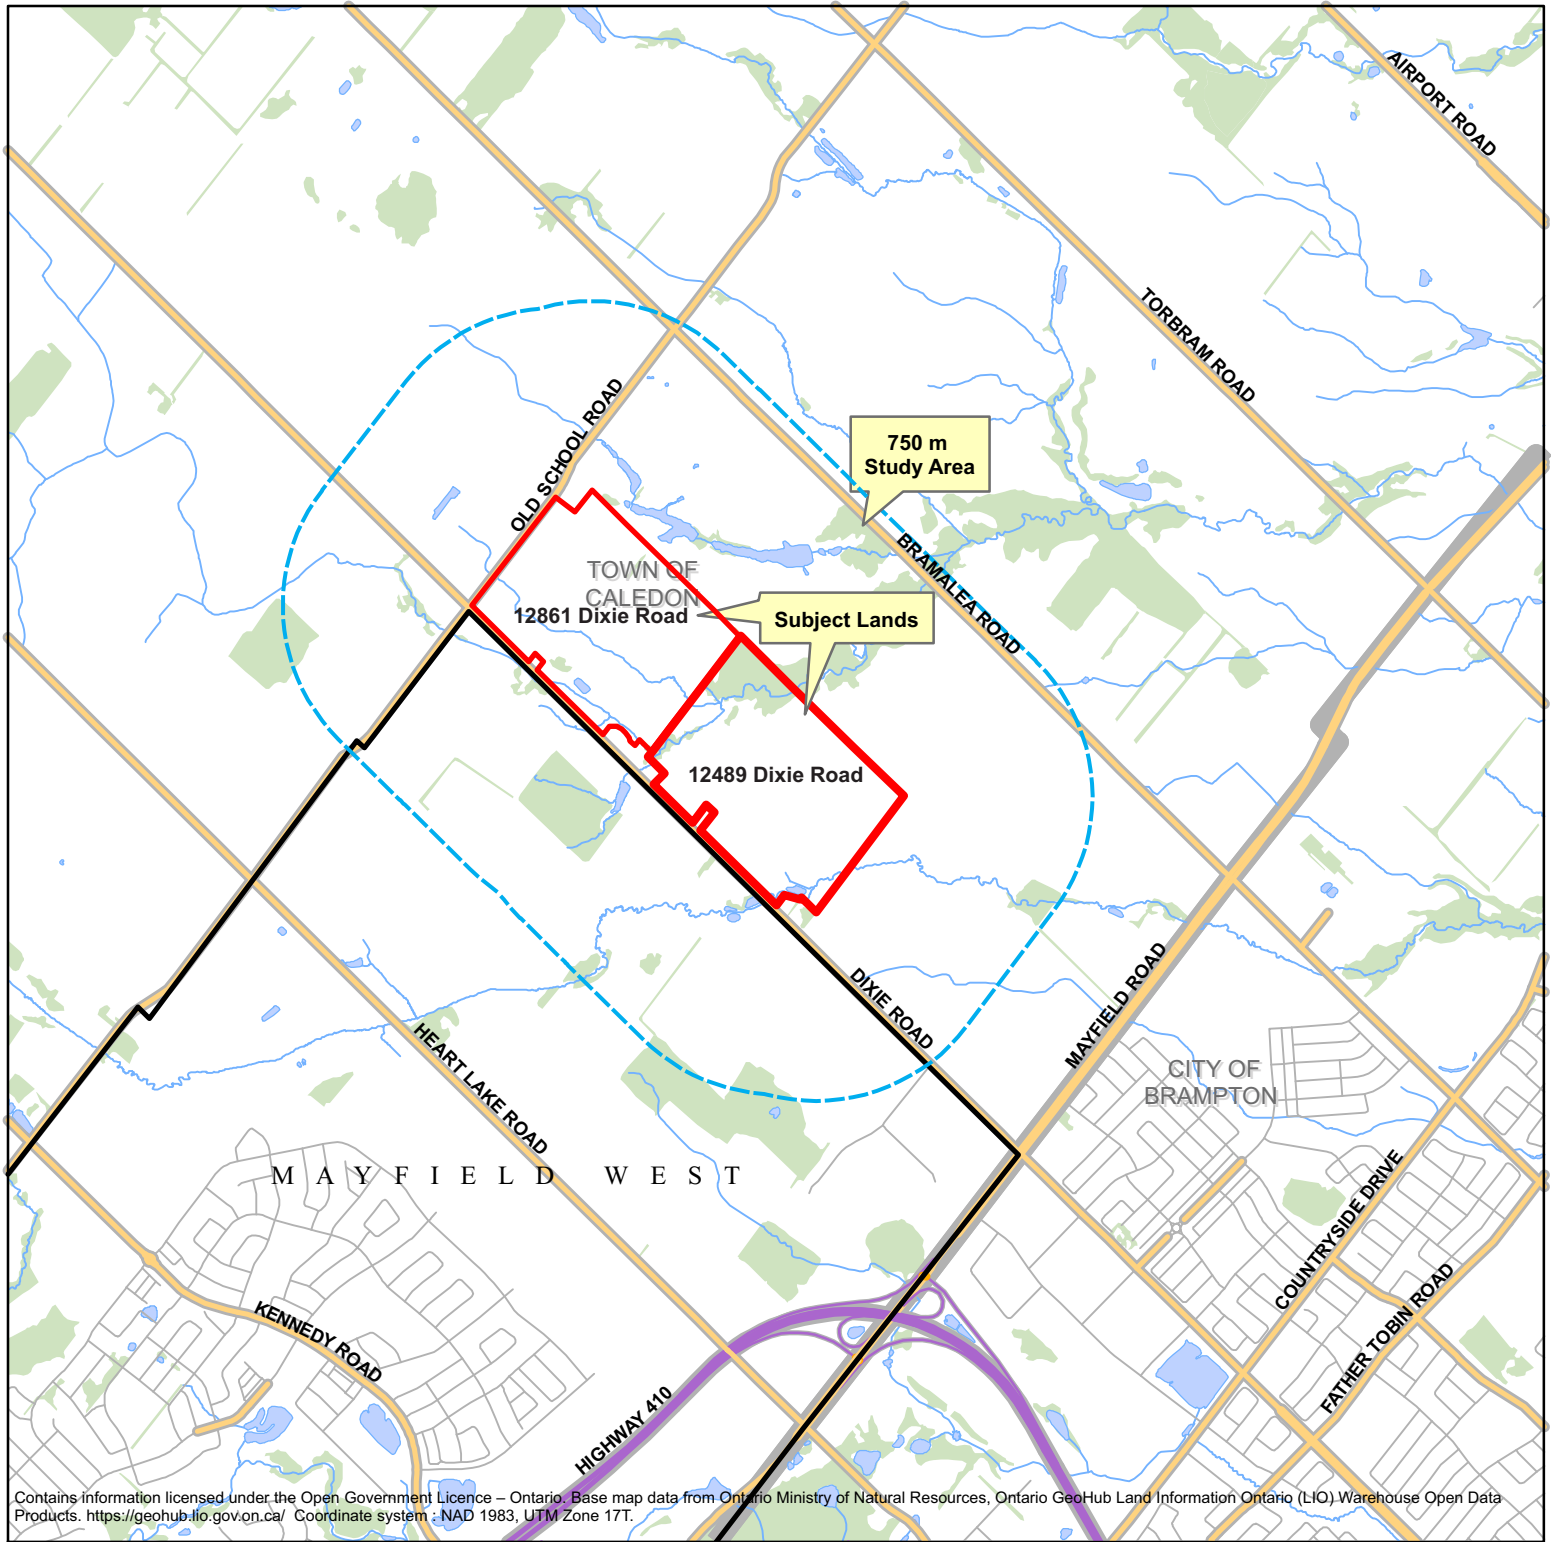 AIRPORT ROAD
TORBRAM ROAD
OLD SCHOOL ROAD
750 m
Study Area
BRAMALEA ROAD
TOWN OF
CALEDON
12861 Dixie Road
Subject Lands
12489 Dixie Road
DIXIE ROAD
MAYFIELD ROAD
HEART LAKE ROAD
CITY OF
BRAMPTON
MAYFIELD WEST
COUNTRYSIDE DRIVE
FATHER TOBIN ROAD
KENNEDY ROAD
HIGHWAY 410
Contains information licensed under the Open Government Licence – Ontario. Base map data from Ontario Ministry of Natural Resources, Ontario GeoHub Land Information Ontario (LIO) Warehouse Open Data
Products. https://geohub.lio.gov.on.ca/ Coordinate system : NAD 1983, UTM Zone 17T.